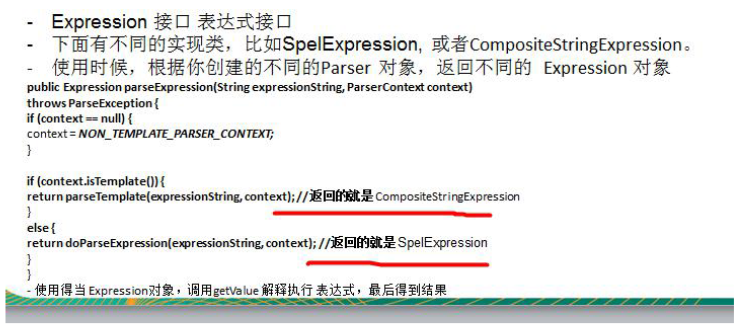 - Expression 接口 表达式接口
- 下面有不同的实现类，比如SpelExpression, 或者CompositeStringExpression。
- 使用时候，根据你创建的不同的Parser 对象，返回不同的 Expression 对象
public Expression parseExpression(String expressionString, ParserContext context)
throws ParseException {
if (context == null) {
context = NON_TEMPLATE_PARSER_CONTEXT;
}
if (context.isTemplate()) {
return parseTemplate(expressionString, context); //返回的就是 CompositeStringExpression
}
else {
return doParseExpression(expressionString, context); //返回的就是 SpelExpression
}
}
- 使用得当 Expression对象，调用getValue 解释执行 表达式，最后得到结果